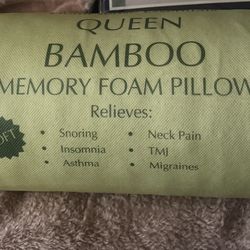 QUEEN
BAMBOO
MEMORY FOAM PILLOW
Relieves:
• Snoring
• Insomnia
• Asthma
• Neck Pain
• TMJ
• Migraines